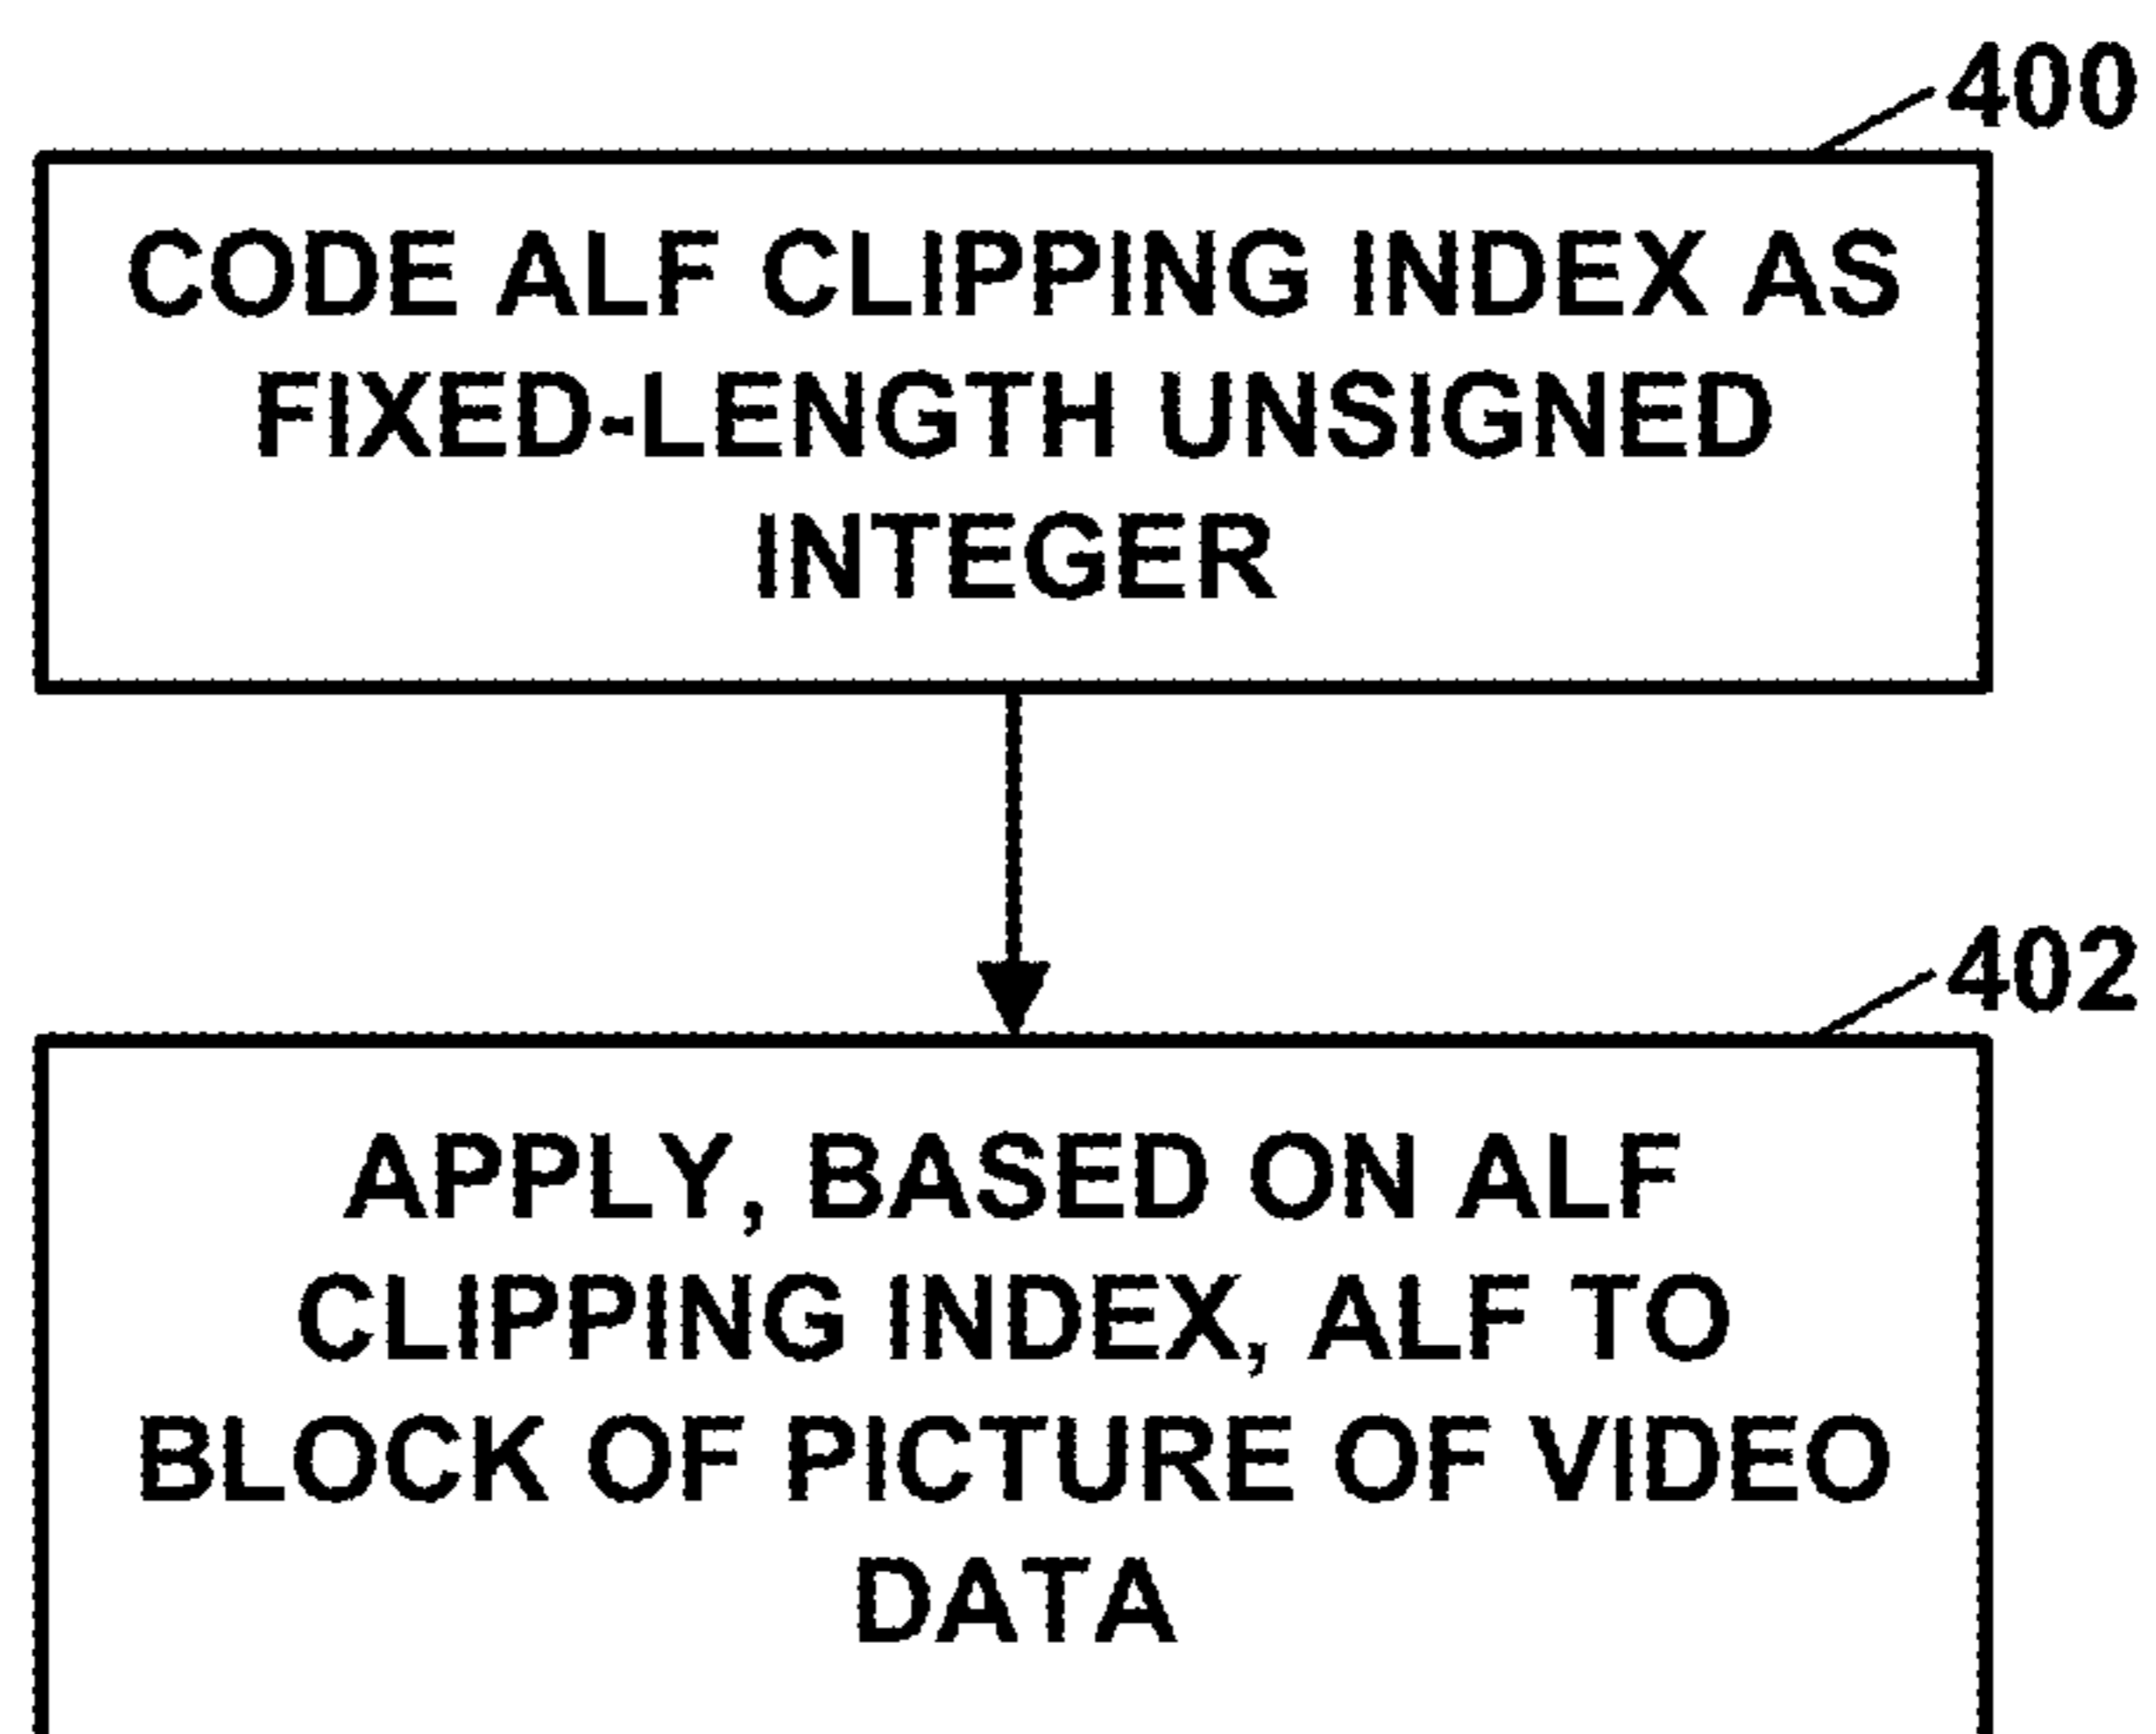 400
CODE ALF CLIPPING INDEX AS
FIXED-LENGTH UNSIGNED
INTEGER
402
APPLY, BASED ON ALF
CLIPPING INDEX, ALF TO
BLOCK OF PICTURE OF VIDEO
DATA